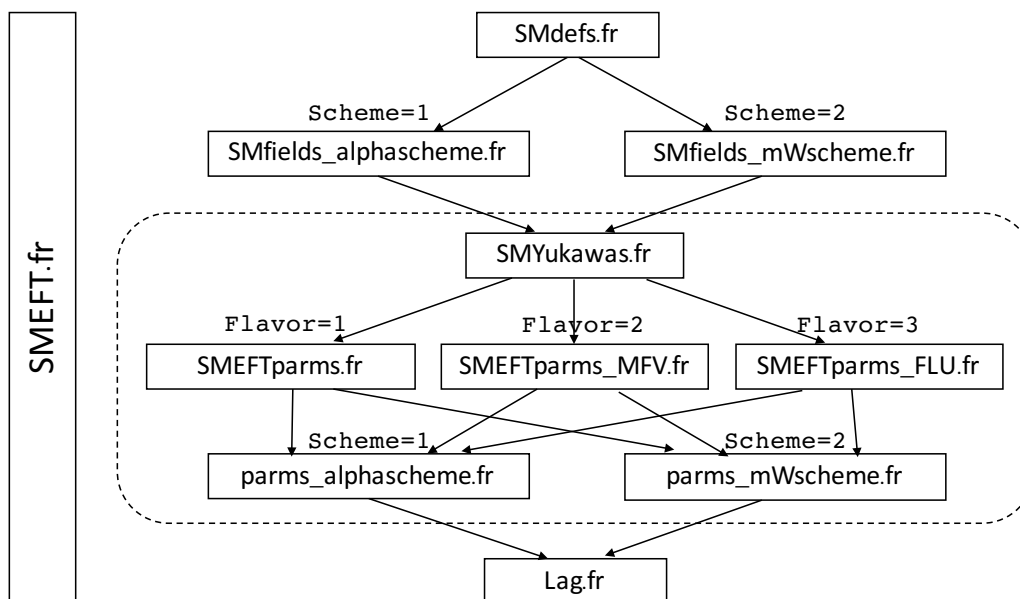 SMEFT.fr
SMdefs.fr
Scheme=1
Scheme=2
SMfields_alphascheme.fr
SMfields_mWscheme.fr
SMYukawas.fr
Flavor=1
Flavor=2
Flavor=3
SMEFTparms.fr
SMEFTparms_MFV.fr
SMEFTparms_FLU.fr
Scheme=1
Scheme=2
parms_alphascheme.fr
parms_mWscheme.fr
Lag.fr